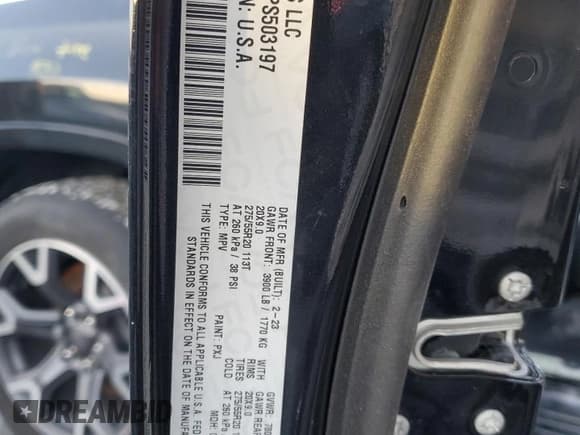 G LLC
PS503197
N: U.S.A.
DATE OF MFR (BUILT): 2-23
GVWR: 780
GAWR FRONT: 3900 LB / 1770 KG WITH
GAWR REAR
20X9.0 RIMS 20X9.0
275/55R20 113T TIRES 275/55R20
AT 260 kPa / 38 PSI COLD AT 260 kPa
TYPE: MPV PAINT: PXJ MDH:
THIS VEHICLE CONFORMS TO ALL APPLICABLE U.S.A. FED
STANDARDS IN EFFECT ON THE DATE OF MANUFA
DREAMBID